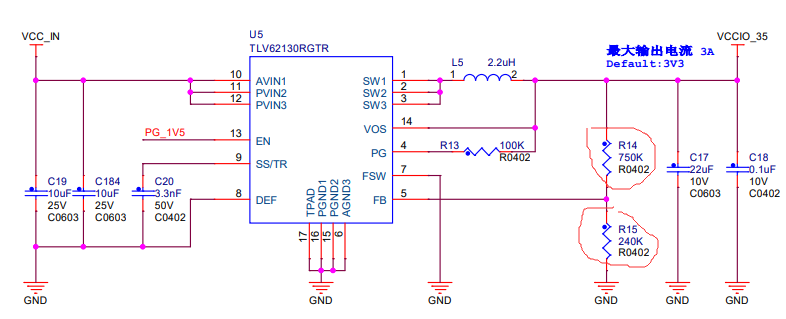 U5
TLV62130RGTR
VCC_IN
VCCIO_35
最大输出电流 3A
Default:3V3
10
AVIN1
11
PVIN2
12
PVIN3
PG_1V5
13
EN
9
SS/TR
8
DEF
SW1
1
SW2
2
SW3
3
VOS
14
PG
4
FSW
7
FB
5
TPAD
PGND1
PGND2
AGND3
17
16
15
6
L5
2.2uH
1
2
R13
100K
R0402
R14
750K
R0402
R15
240K
R0402
C19
10uF
25V
C0603
C184
10uF
25V
C0603
C20
3.3nF
50V
C0402
C17
22uF
10V
C0603
C18
0.1uF
10V
C0402
GND
GND
GND
GND
GND
GND